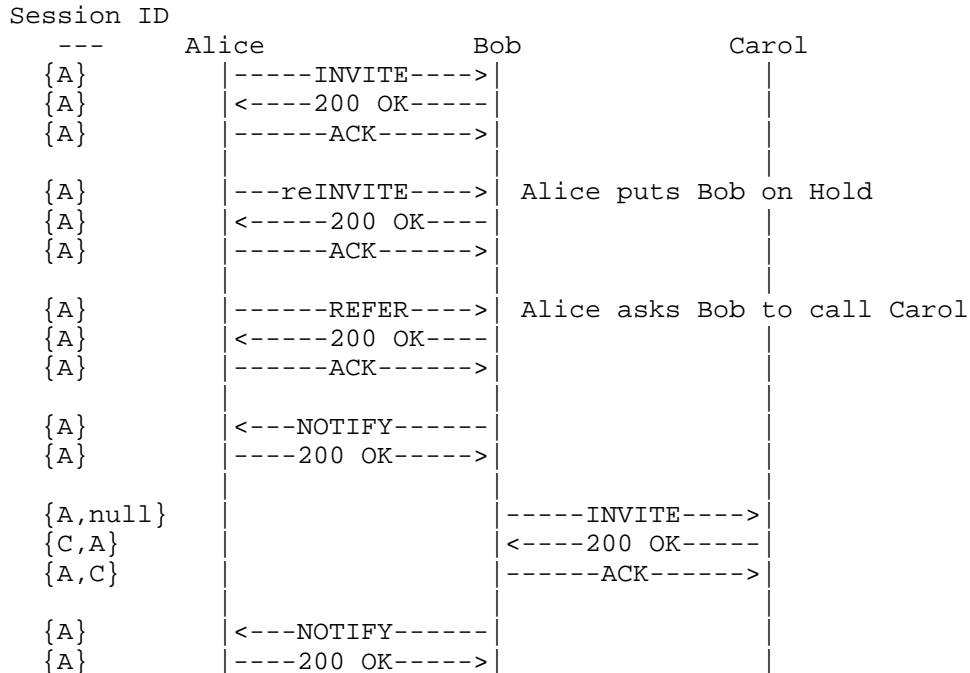 Session ID
   ---     Alice             Bob             Carol
  {A}        |-----INVITE---->|                |
  {A}        |<----200 OK-----|                |
  {A}        |------ACK------>|                |
             |                |                |
  {A}        |---reINVITE---->| Alice puts Bob on Hold
  {A}        |<-----200 OK----|                |
  {A}        |------ACK------>|                |
             |                |                |
  {A}        |------REFER---->| Alice asks Bob to call Carol
  {A}        |<-----200 OK----|                |
  {A}        |------ACK------>|                |
             |                |                |
  {A}        |<---NOTIFY------|                |
  {A}        |----200 OK----->|                |
             |                |                |
  {A,null}   |                |-----INVITE---->|
  {C,A}      |                |<----200 OK-----|
  {A,C}      |                |------ACK------>|
             |                |                |
  {A}        |<---NOTIFY------|                |
  {A}        |----200 OK----->|                |